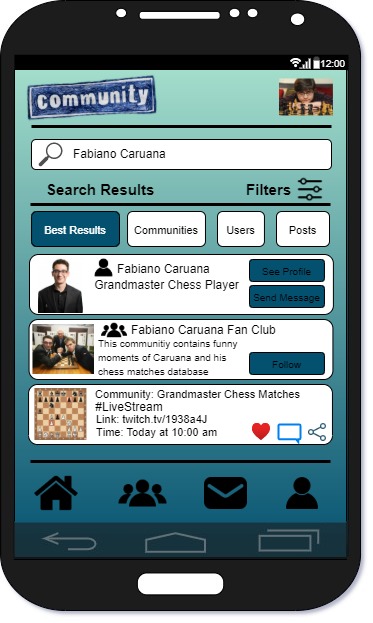 12:00
community
Fabiano Caruana
Search Results
Filters
Best Results
Communities
Users
Posts
Fabiano Caruana
Grandmaster Chess Player
See Profile
Send Message
Fabiano Caruana Fan Club
This communitiy contains funny
moments of Caruana and his
chess matches database
Follow
Community: Grandmaster Chess Matches
#LiveStream
Link: twitch.tv/1938a4J
Time: Today at 10:00 am